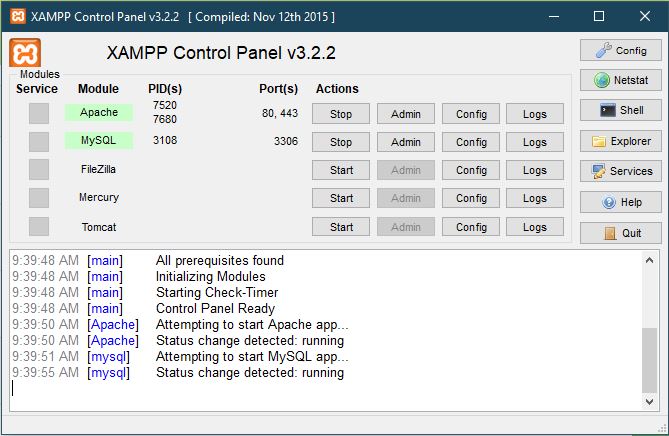 XAMPP Control Panel v3.2.2 [ Compiled: Nov 12th 2015 ]
XAMPP Control Panel v3.2.2
Config
Modules
Service Module PID(s) Port(s) Actions
Netstat
Apache 7520 7680 80, 443 Stop Admin Config Logs
Shell
MySQL 3108 3306 Stop Admin Config Logs
Explorer
FileZilla Start Admin Config Logs
Services
Mercury Start Admin Config Logs
Help
Tomcat Start Admin Config Logs
Quit
9:39:48 AM [main] All prerequisites found
9:39:48 AM [main] Initializing Modules
9:39:48 AM [main] Starting Check-Timer
9:39:48 AM [main] Control Panel Ready
9:39:50 AM [Apache] Attempting to start Apache app...
9:39:50 AM [Apache] Status change detected: running
9:39:51 AM [mysql] Attempting to start MySQL app...
9:39:55 AM [mysql] Status change detected: running